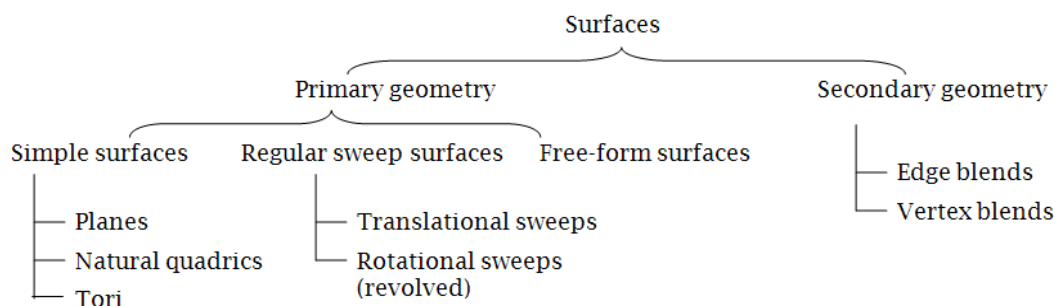 Surfaces
Primary geometry
Secondary geometry
Simple surfaces
Regular sweep surfaces
Free-form surfaces
Planes
Natural quadrics
Tori
Translational sweeps
Rotational sweeps
(revolved)
Edge blends
Vertex blends